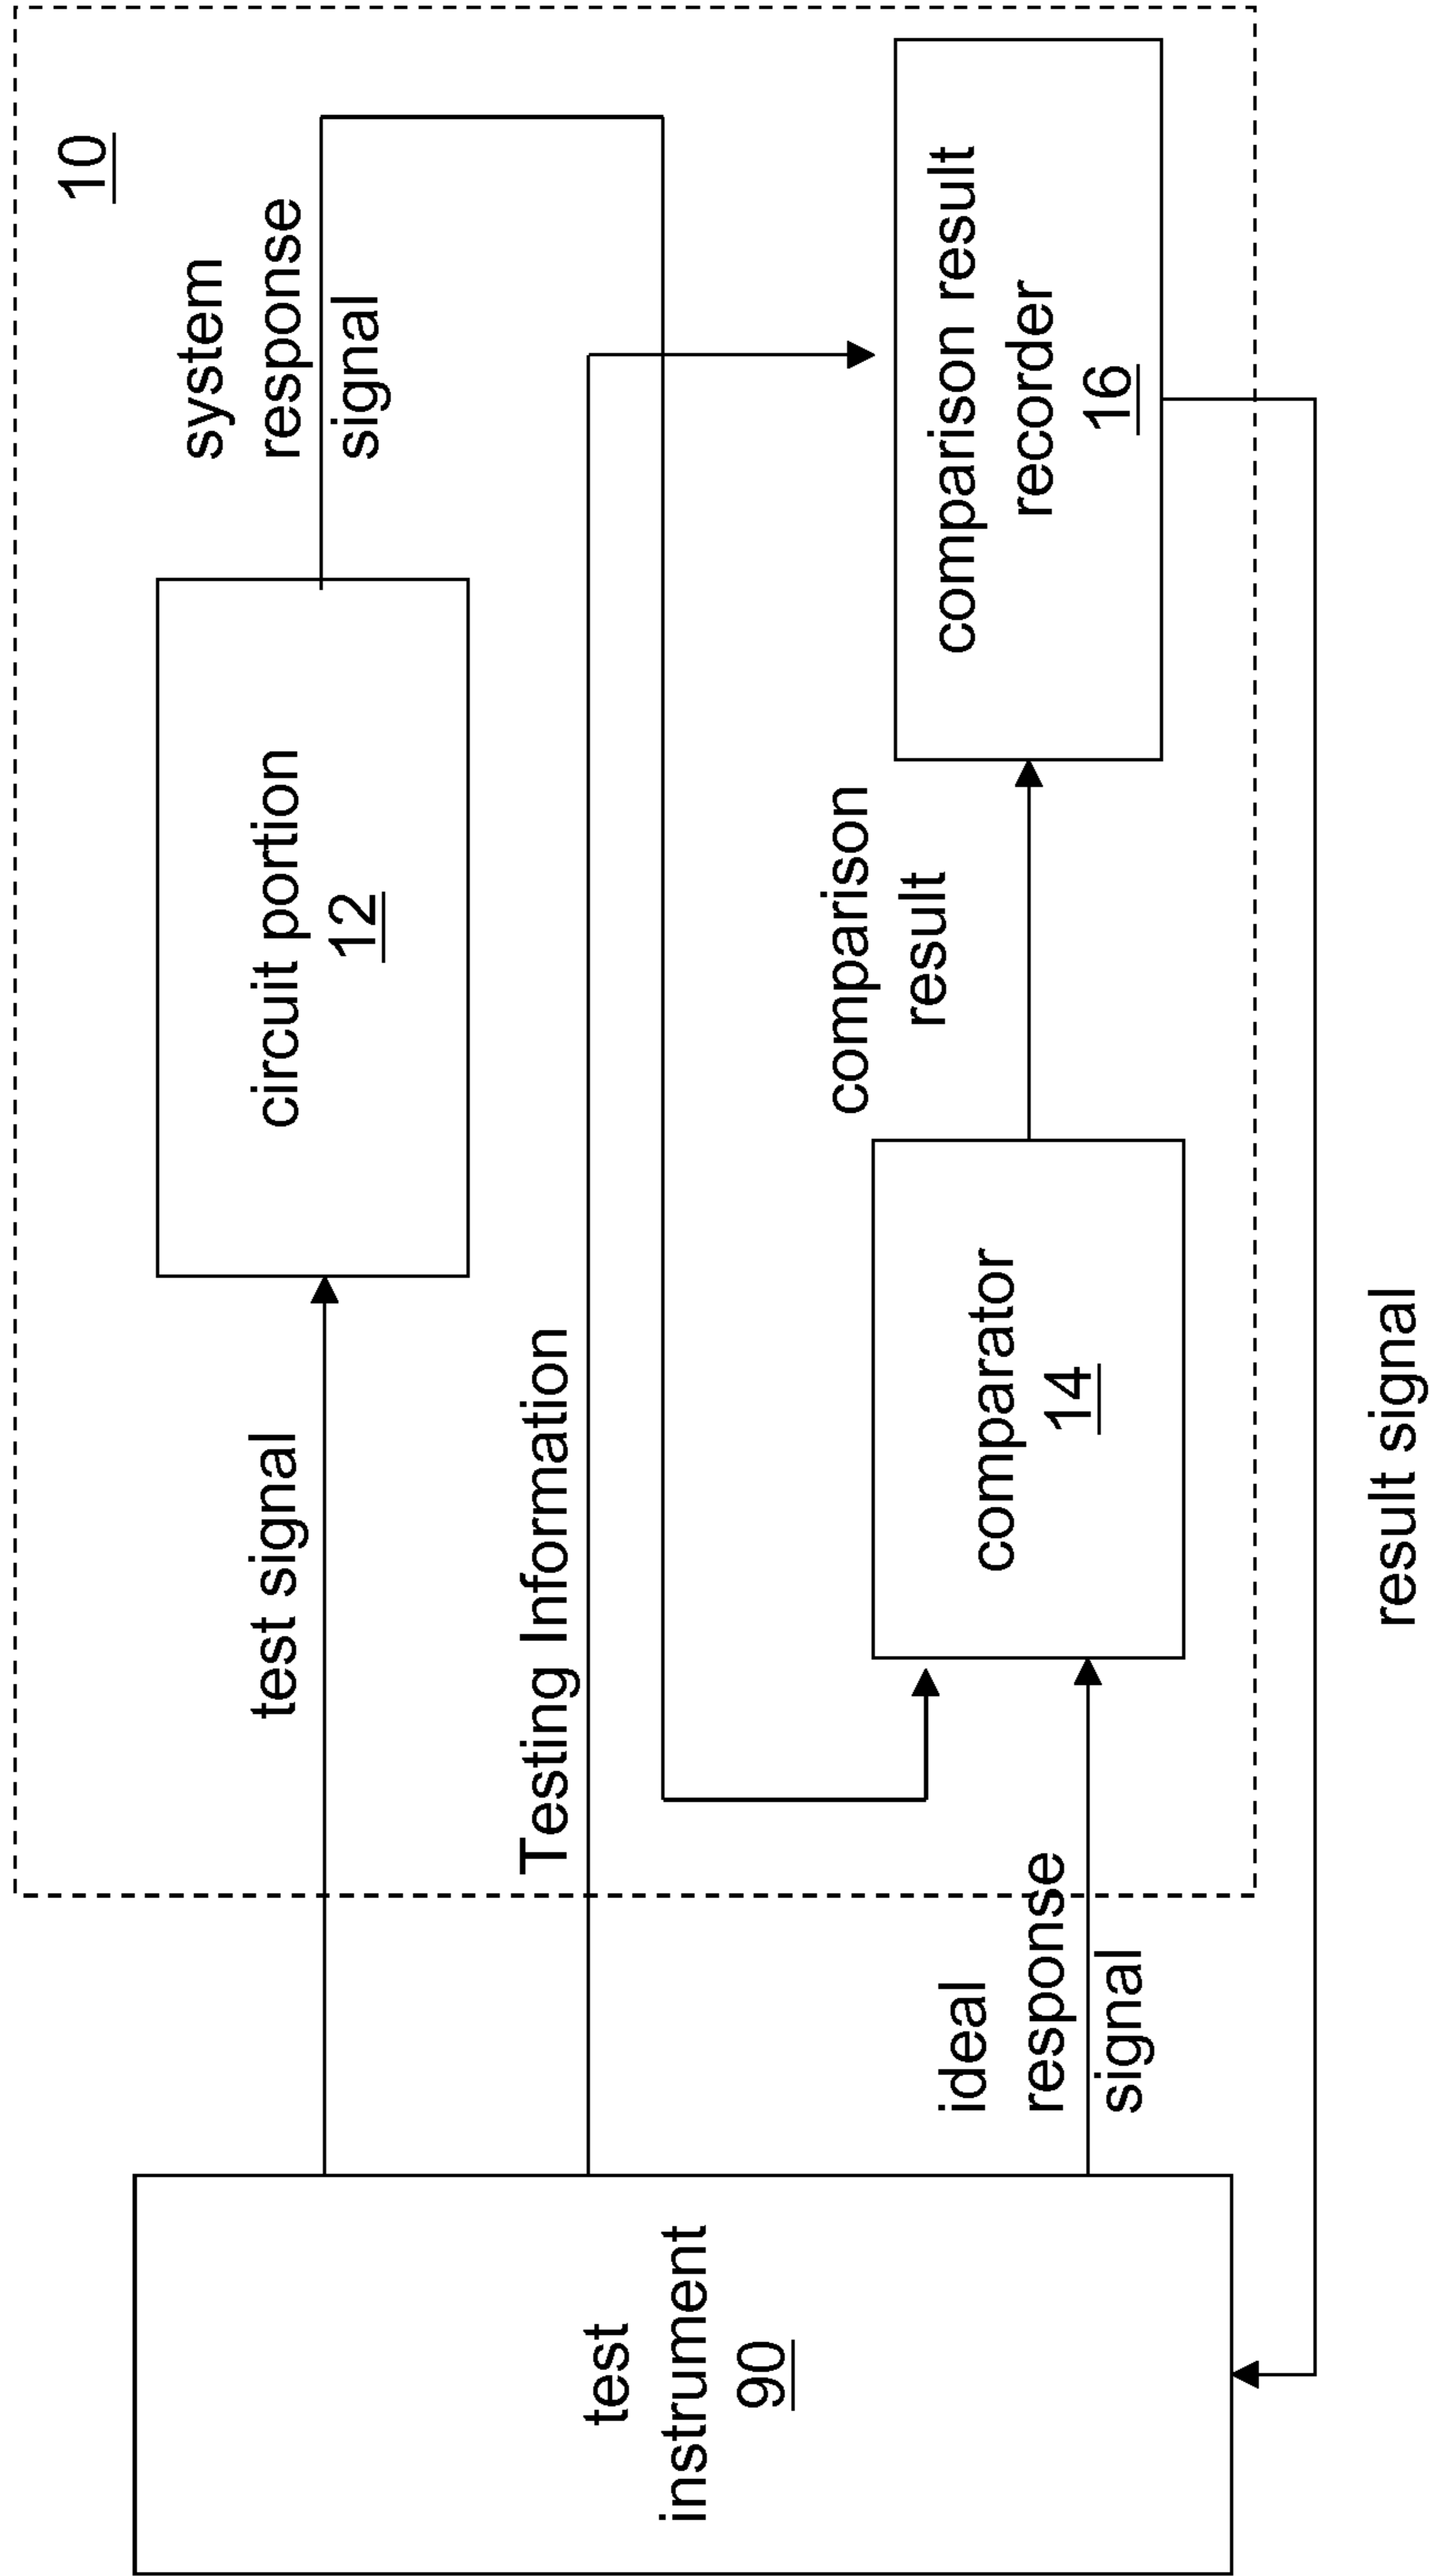 10
system
response
signal
circuit portion
12
test signal
Testing Information
test
instrument
90
ideal
response
signal
comparator
14
comparison
result
comparison result
recorder
16
result signal